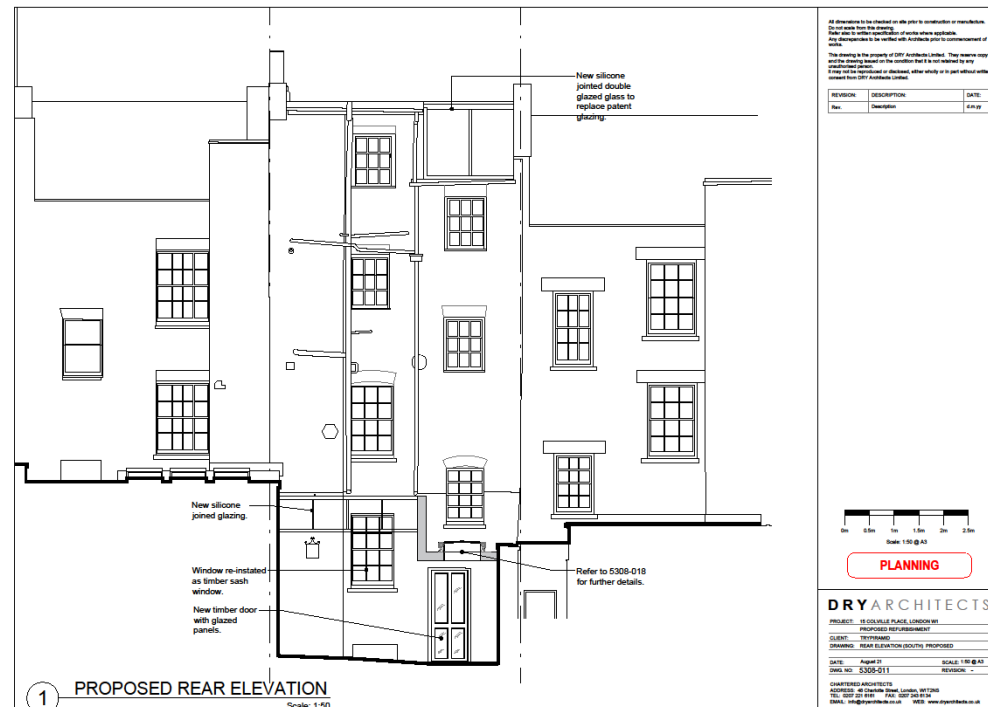 All dimensions to be checked on site prior to construction or manufacture.
Do not scale from this drawing.
Refer also to written specification of works where applicable.
Any discrepancies to be verified with Architects prior to commencement of
works.
This drawing is the property of DRY Architects Limited. They reserve copy
and the drawing issued on the condition that it is not retained by any
unauthorised person.
It may not be reproduced or disclosed, either wholly or in part without writte
consent from DRY Architects Limited.
REVISION: DESCRIPTION: DATE:
Rev. Description d.m.yy
New silicone
jointed double
glazed glass to
replace patent
glazing.
New silicone
joined glazing.
Window re-instated
as timber sash
window.
New timber door
with glazed
panels.
Refer to 5308-018
for further details.
0m 0.5m 1m 1.5m 2m 2.5m
Scale: 1:50 @ A3
PLANNING
DRY ARCHITECTS
PROJECT: 15 COLVILLE PLACE, LONDON W1
PROPOSED REFURBISHMENT
CLIENT: TRYPIRAMID
DRAWING: REAR ELEVATION (SOUTH) PROPOSED
DATE: August 21 SCALE: 1:50 @ A3
DWG. NO: 5308-011 REVISION: -
CHARTERED ARCHITECTS
ADDRESS: 46 Charlotte Street, London, W1T2NS
TEL: 0207 221 6161 FAX: 0207 243 8134
EMAIL: info@dryarchitects.co.uk WEB: www.dryarchitects.co.uk
1 PROPOSED REAR ELEVATION
Scale: 1:50